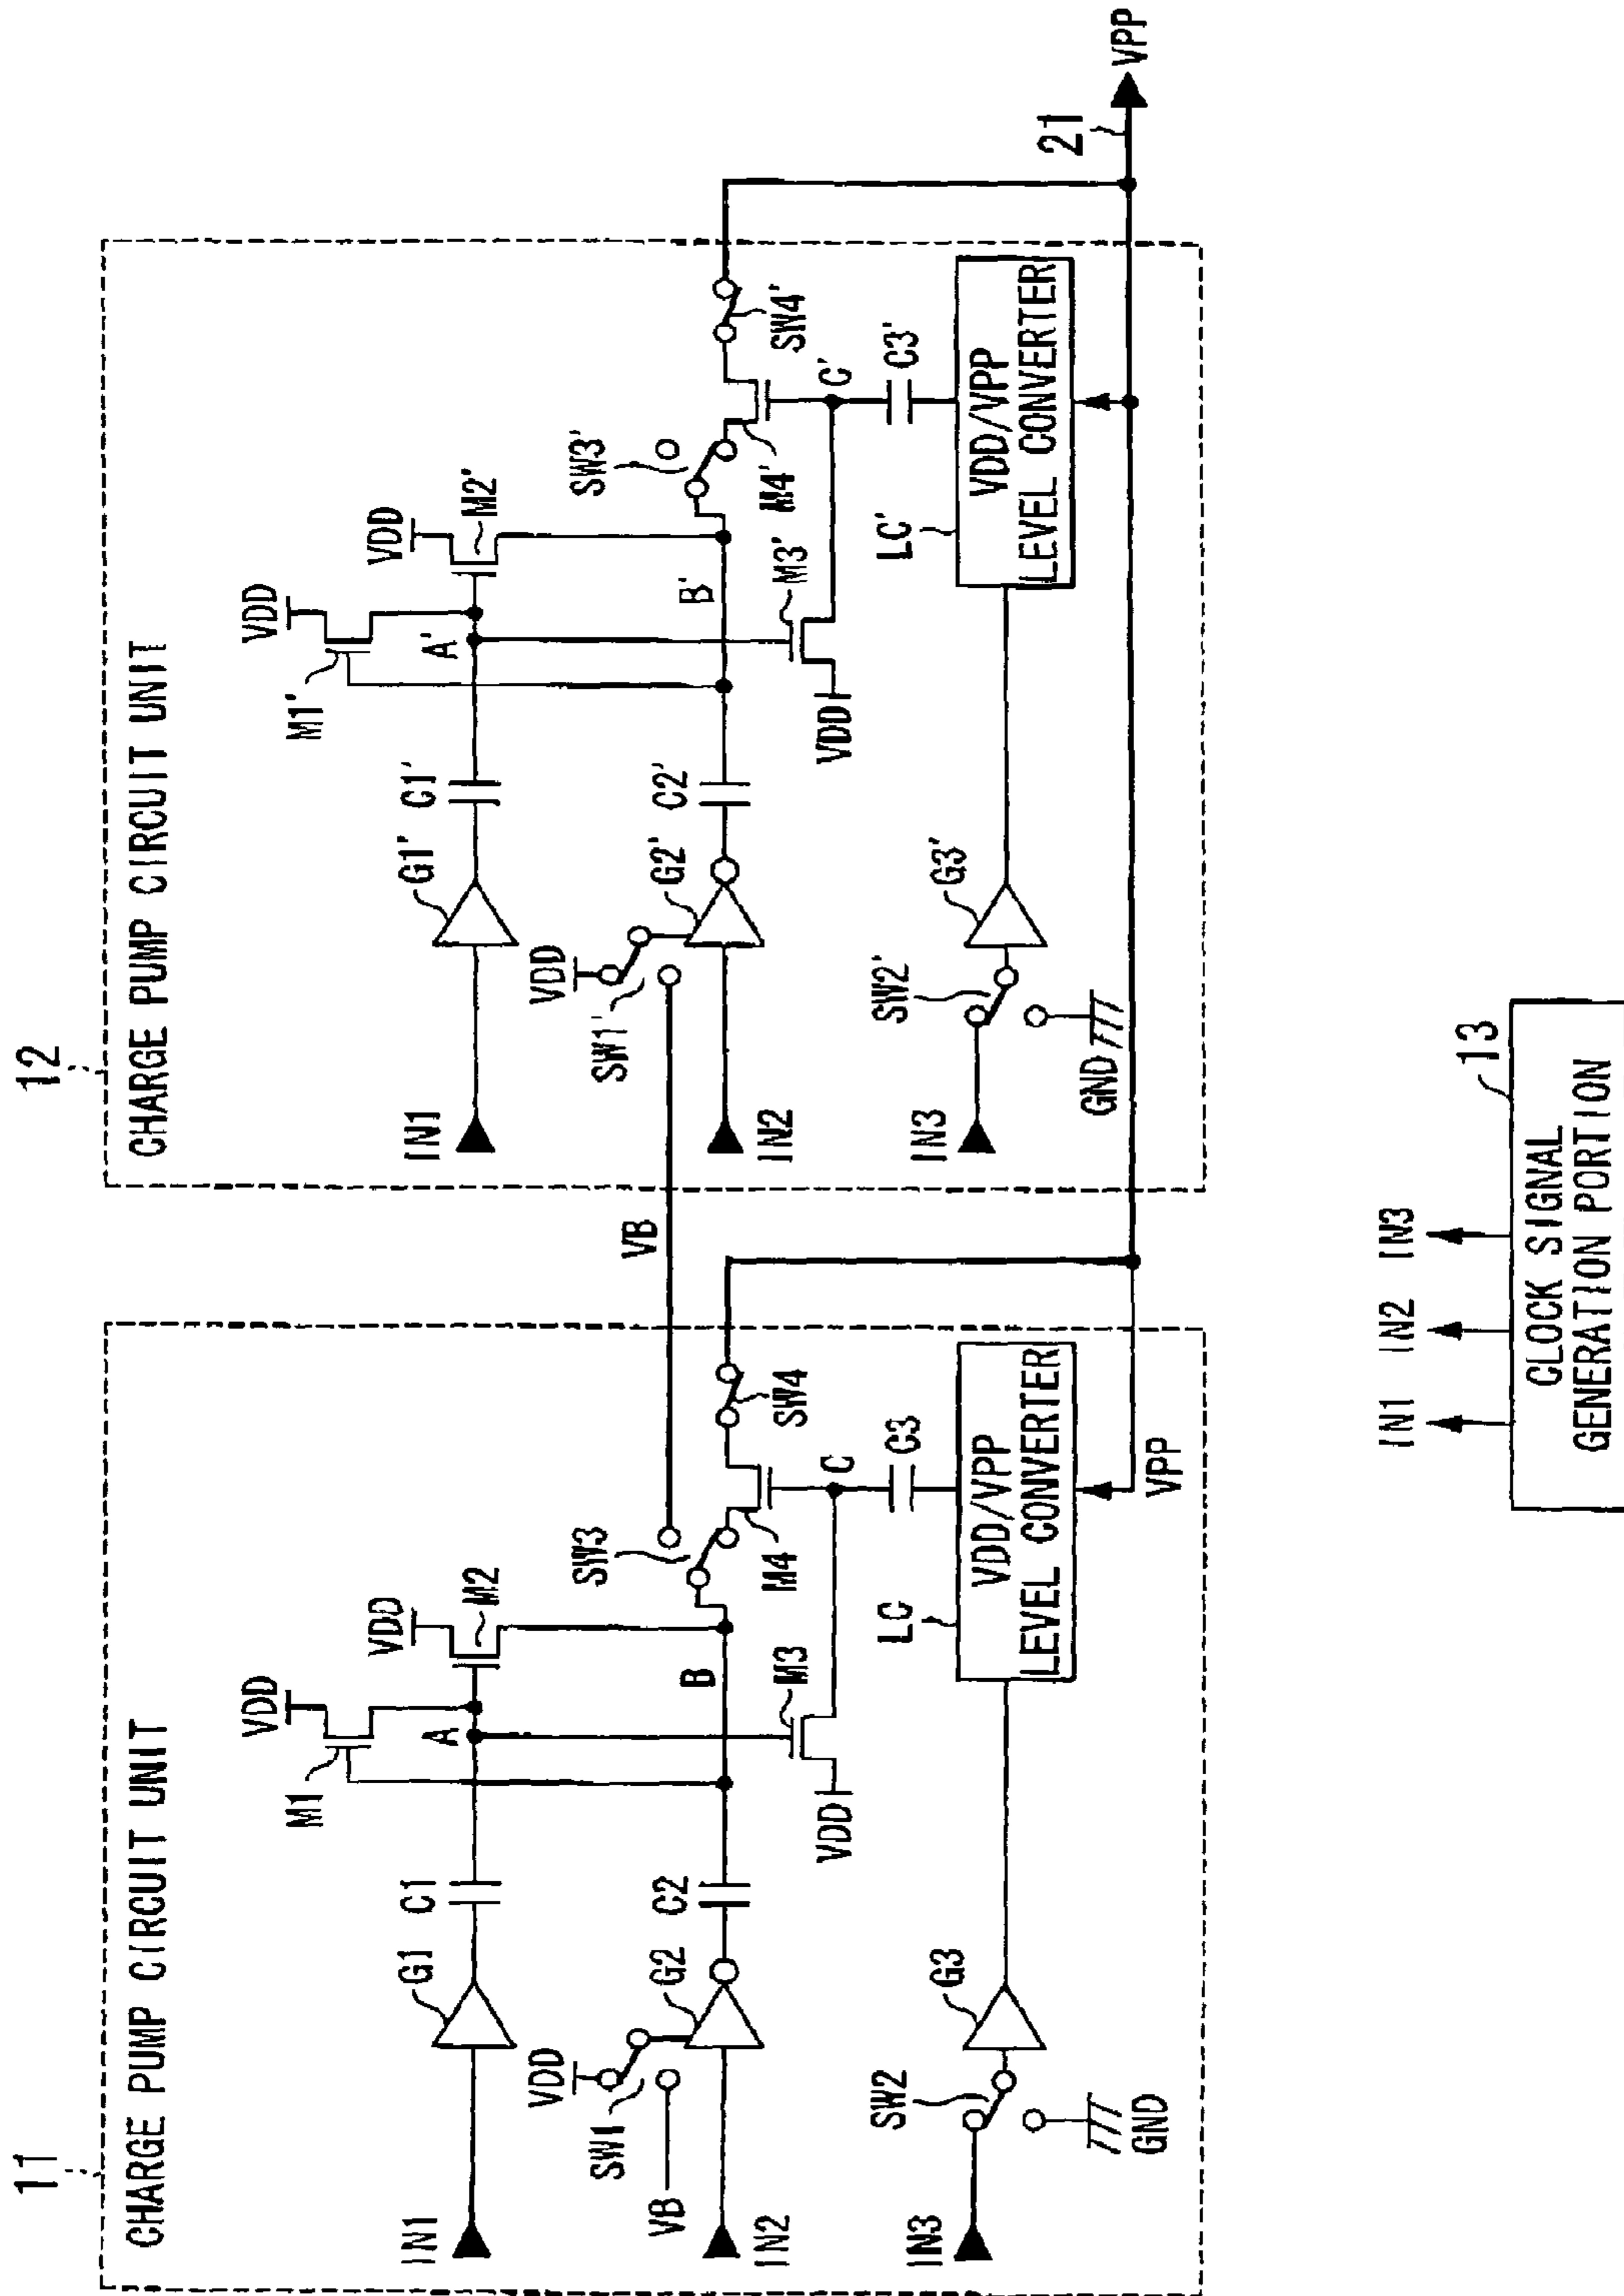 11
CHARGE PUMP CIRCUIT UNIT
VDD
M1
VDD
M2
A
IN1
G1
C1
VDD
SW1
VB
G2
C2
B
SW3
IN2
M3
M4
SW4
VDD
C
C3
LC
SW2
G3
IN3
GND
VDD/VPP
LEVEL CONVERTER
VPP
VB
12
CHARGE PUMP CIRCUIT UNIT
VDD
M1'
VDD
M2'
A'
IN1
G1'
C1'
VDD
SW1'
G2'
C2'
B'
SW3'
IN2
M3'
M4'
SW4'
VDD
C'
C3'
LC'
SW2'
G3'
IN3
GND
VDD/VPP
LEVEL CONVERTER
21
VPP
IN1
IN2
IN3
13
CLOCK SIGNAL
GENERATION PORTION